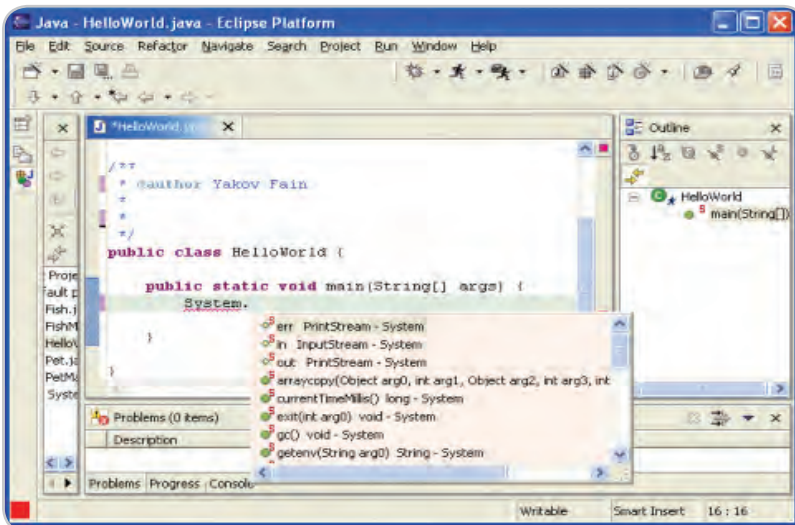 Java - HelloWorld.java - Eclipse Platform
File Edit Source Refactor Navigate Search Project Run Window Help
*HelloWorld.java
/**
* @author Yakov Fain
*
*
*/
public class HelloWorld {
public static void main(String[] args) {
System.
}
}
err PrintStream - System
in InputStream - System
out PrintStream - System
arraycopy(Object arg0, int arg1, Object arg2, int arg3, int
currentTimeMillis() long - System
exit(int arg0) void - System
gc() void - System
getenv(String arg0) String - System
Outline
HelloWorld
main(String[])
Proje
fault p
Fish.j
FishM
Pet.ja
PetMa
Syste
Problems (0 items)
Description
Problems Progress Console
Writable Smart Insert 16 : 16